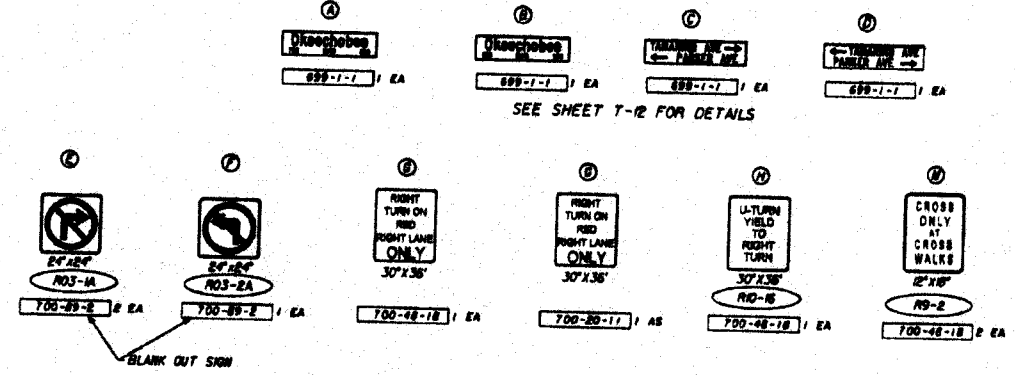 A B C D
Okeechobee Okeechobee TAMARIND AVE → ← TAMARIND AVE
← PARKER AVE PARKER AVE →
699-1-1 1 EA 699-1-1 1 EA 699-1-1 1 EA 699-1-1 1 EA
SEE SHEET T-12 FOR DETAILS
E F G G H
RIGHT RIGHT U-TURN CROSS
TURN ON TURN ON YIELD ONLY
RED RED TO AT
RIGHT LANE RIGHT LANE RIGHT CROSS
ONLY ONLY TURN WALKS
24"X24" 24"X24" 30"X36" 30"X36" 30"X36" 12"X18"
R03-1A R03-2A R10-16 R9-2
700-89-2 2 EA 700-89-2 1 EA 700-48-18 1 EA 700-20-11 1 AS 700-48-18 1 EA 700-48-18 2 EA
BLANK OUT SIGN